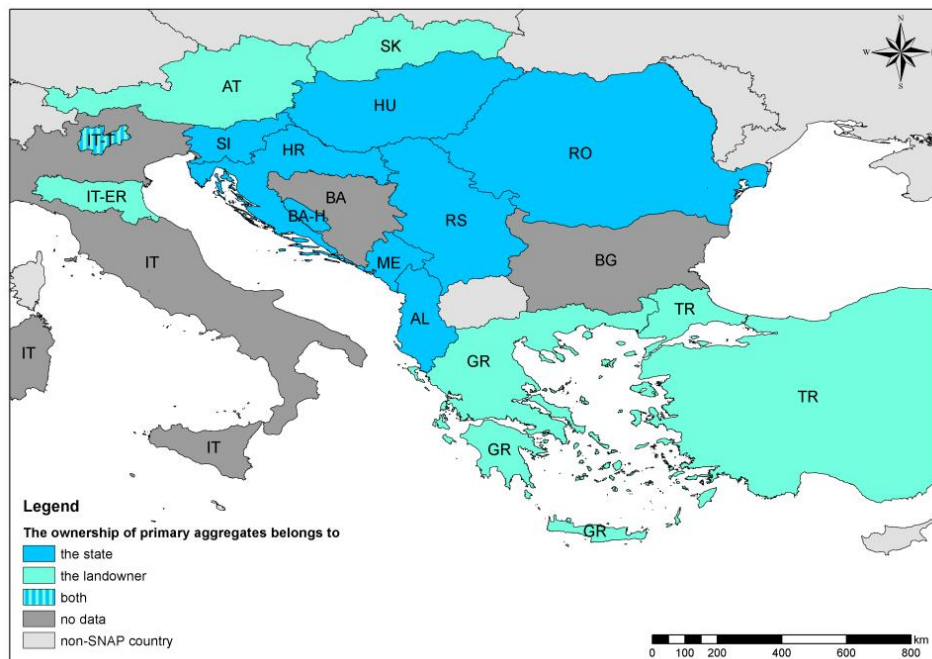 N
W
E
S
SK
AT
HU
IT-T
SI
HR
RO
IT-ER
BA
BA-H
RS
IT
ME
BG
AL
TR
IT
GR
TR
IT
GR
GR
Legend
The ownership of primary aggregates belongs to
the state
the landowner
both
no data
non-SNAP country
km
0 100 200 400 600 800